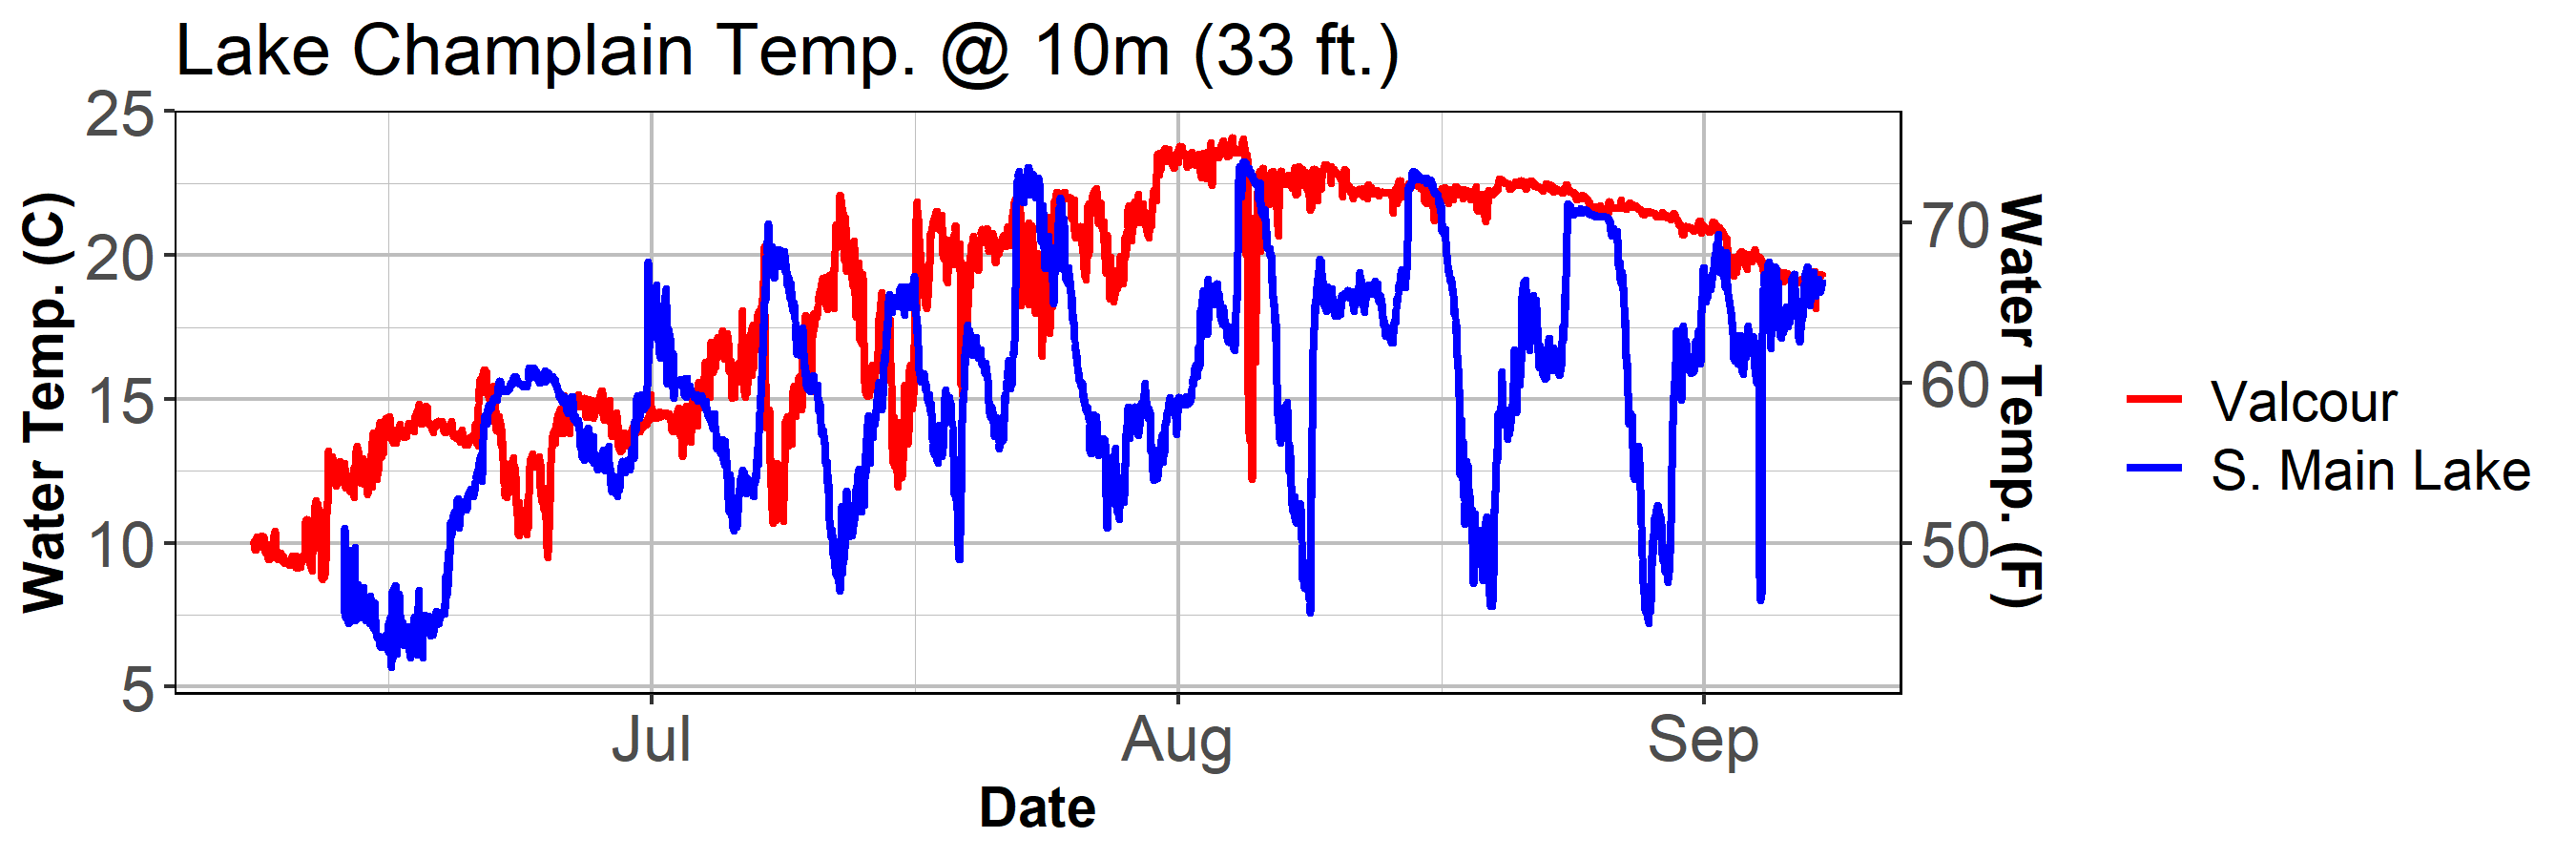 Lake Champlain Temp. @ 10m (33 ft.)
25
20
15
10
5
Water Temp. (C)
70
60
50
Water Temp. (F)
Jul Aug Sep
Date
Valcour
S. Main Lake